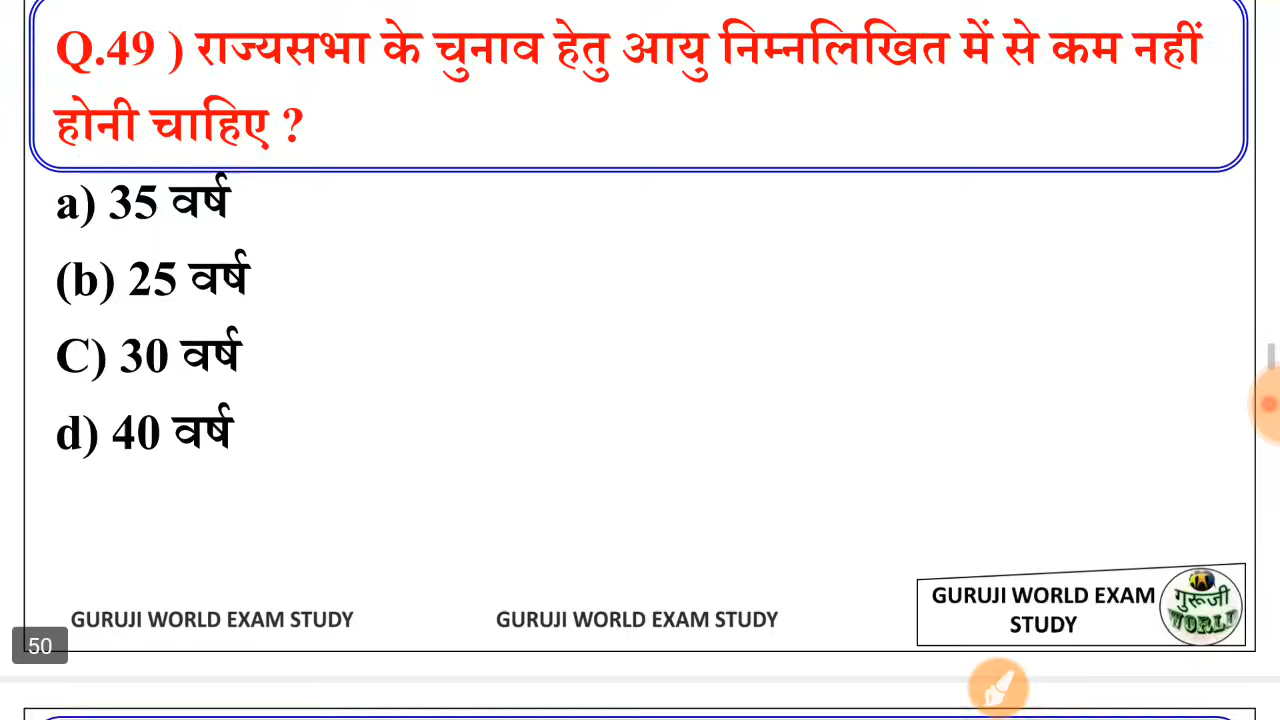 Q.49 ) राज्यसभा के चुनाव हेतु आयु निम्नलिखित में से कम नहीं
होनी चाहिए ?
a) 35 वर्ष
(b) 25 वर्ष
C) 30 वर्ष
d) 40 वर्ष
GURUJI WORLD EXAM STUDY
GURUJI WORLD EXAM STUDY
GURUJI WORLD EXAM
STUDY
गुरूजी
WORLD
50